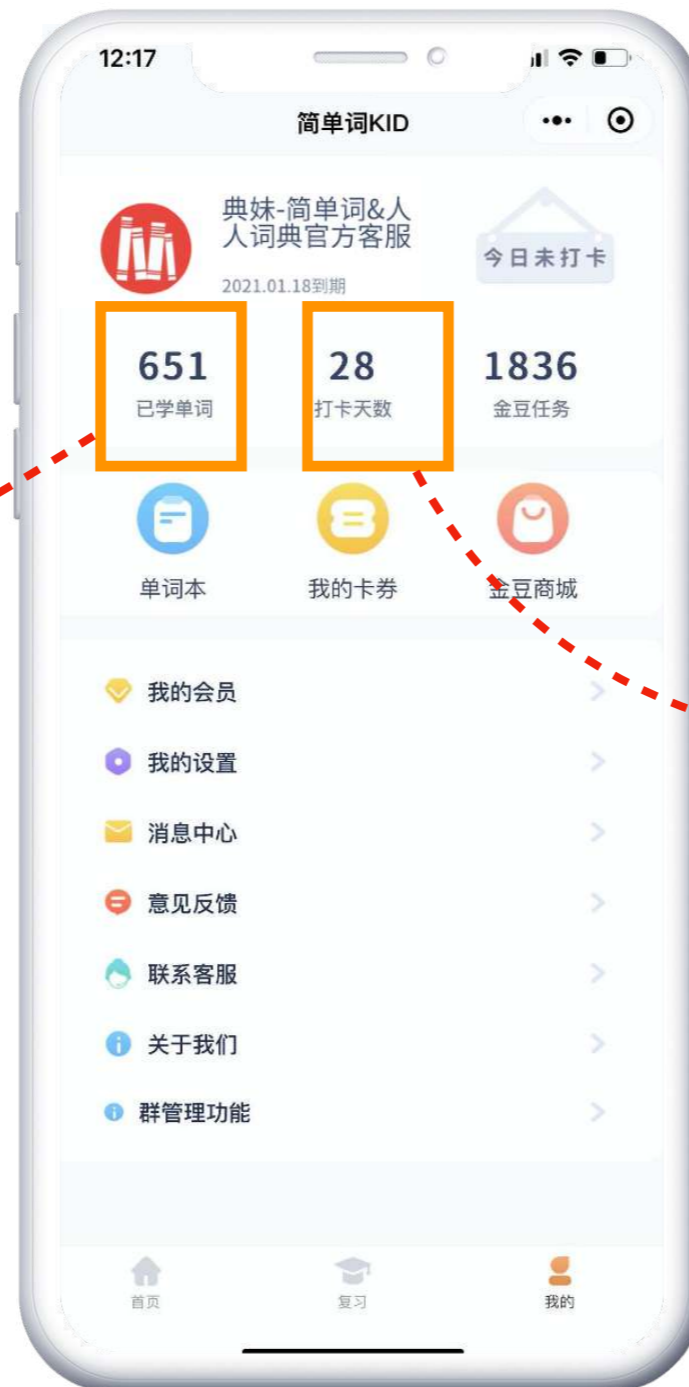 12:17
简单词KID
典妹-简单词&人
人词典官方客服
2021.01.18到期
今日未打卡
651
28
1836
已学单词
打卡天数
金豆任务
单词本
我的卡券
金豆商城
我的会员
我的设置
消息中心
意见反馈
联系客服
关于我们
群管理功能
首页
复习
我的